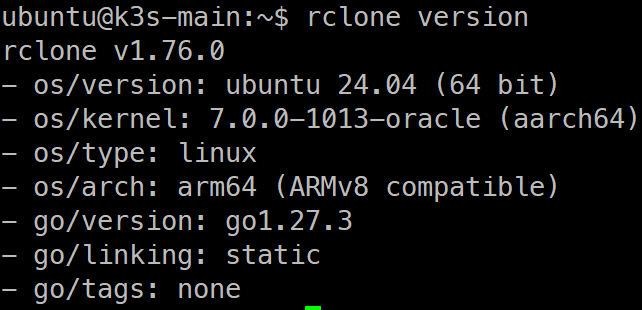 ubuntu@k3s-main:~$ rclone version
rclone v1.76.0
- os/version: ubuntu 24.04 (64 bit)
- os/kernel: 7.0.0-1013-oracle (aarch64)
- os/type: linux
- os/arch: arm64 (ARMv8 compatible)
- go/version: go1.27.3
- go/linking: static
- go/tags: none